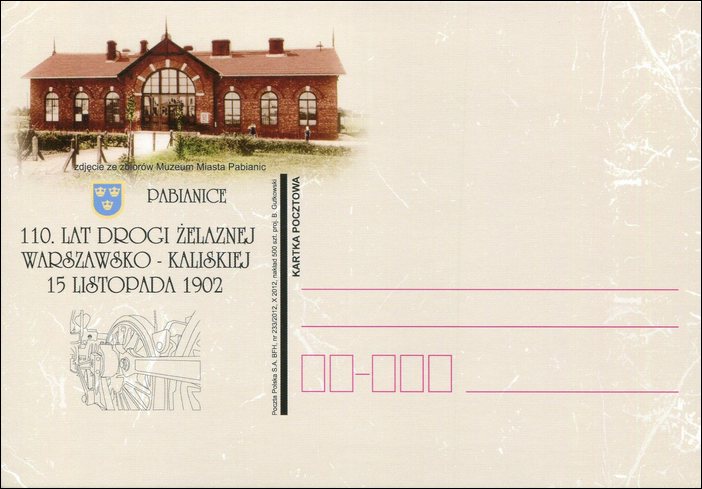 zdjęcie ze zbiorów Muzeum Miasta Pabianic
PABIANICE
110. LAT DROGI ŻELAZNEJ
WARSZAWSKO - KALISKIEJ
15 LISTOPADA 1902
Poczta Polska S.A. BFH, nr 233/2012, X 2012, nakład 500 szt. proj. B. Gutkowski
KARTKA POCZTOWA